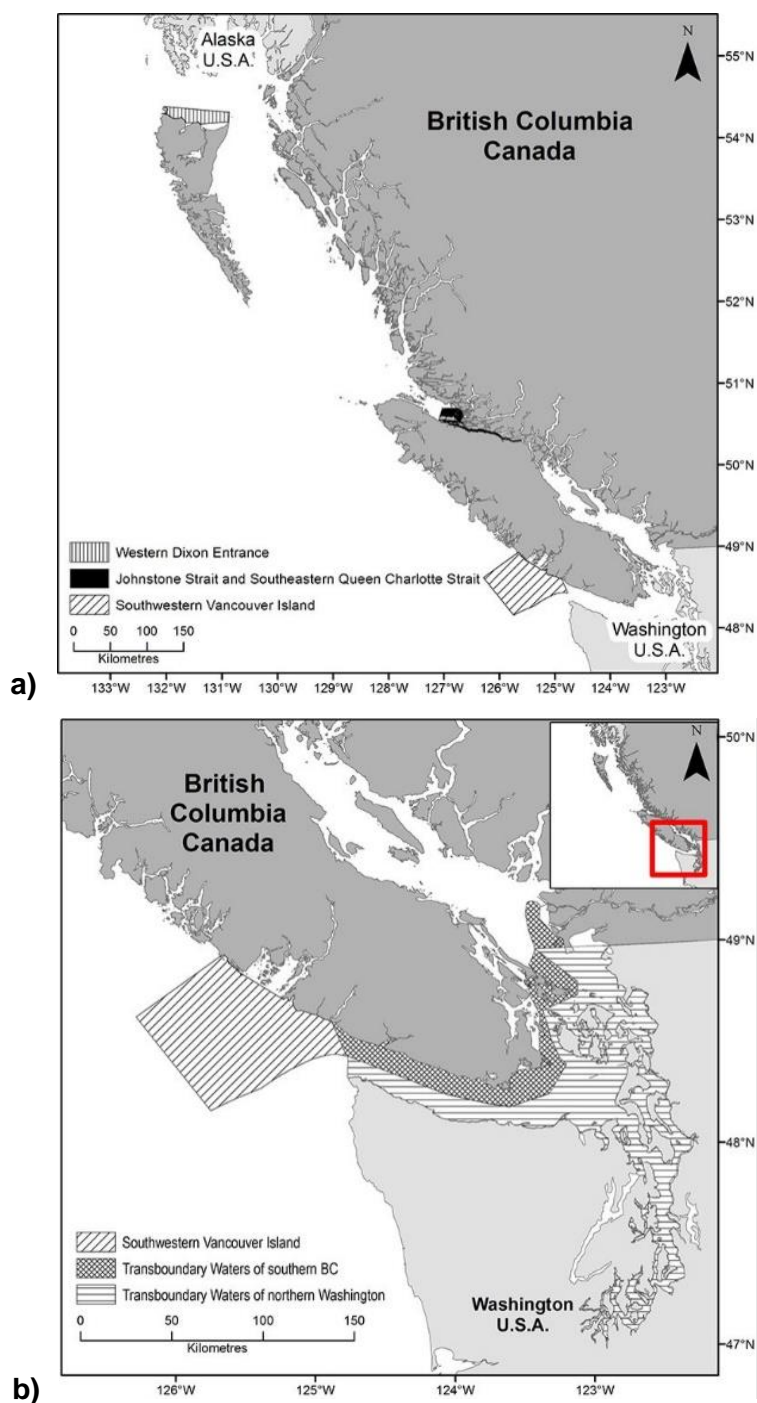 Alaska
U.S.A.
N
55°N
British Columbia
Canada
54°N
53°N
52°N
51°N
50°N
49°N
48°N
Western Dixon Entrance
Johnstone Strait and Southeastern Queen Charlotte Strait
Southwestern Vancouver Island
0 50 100 150
Kilometres
Washington
U.S.A.
a)
133°W 132°W 131°W 130°W 129°W 128°W 127°W 126°W 125°W 124°W 123°W
British
Columbia
Canada
N
50°N
49°N
48°N
47°N
Southwestern Vancouver Island
Transboundary Waters of southern BC
Transboundary Waters of northern Washington
0 50 100 150
Kilometres
Washington
U.S.A.
b)
126°W 125°W 124°W 123°W